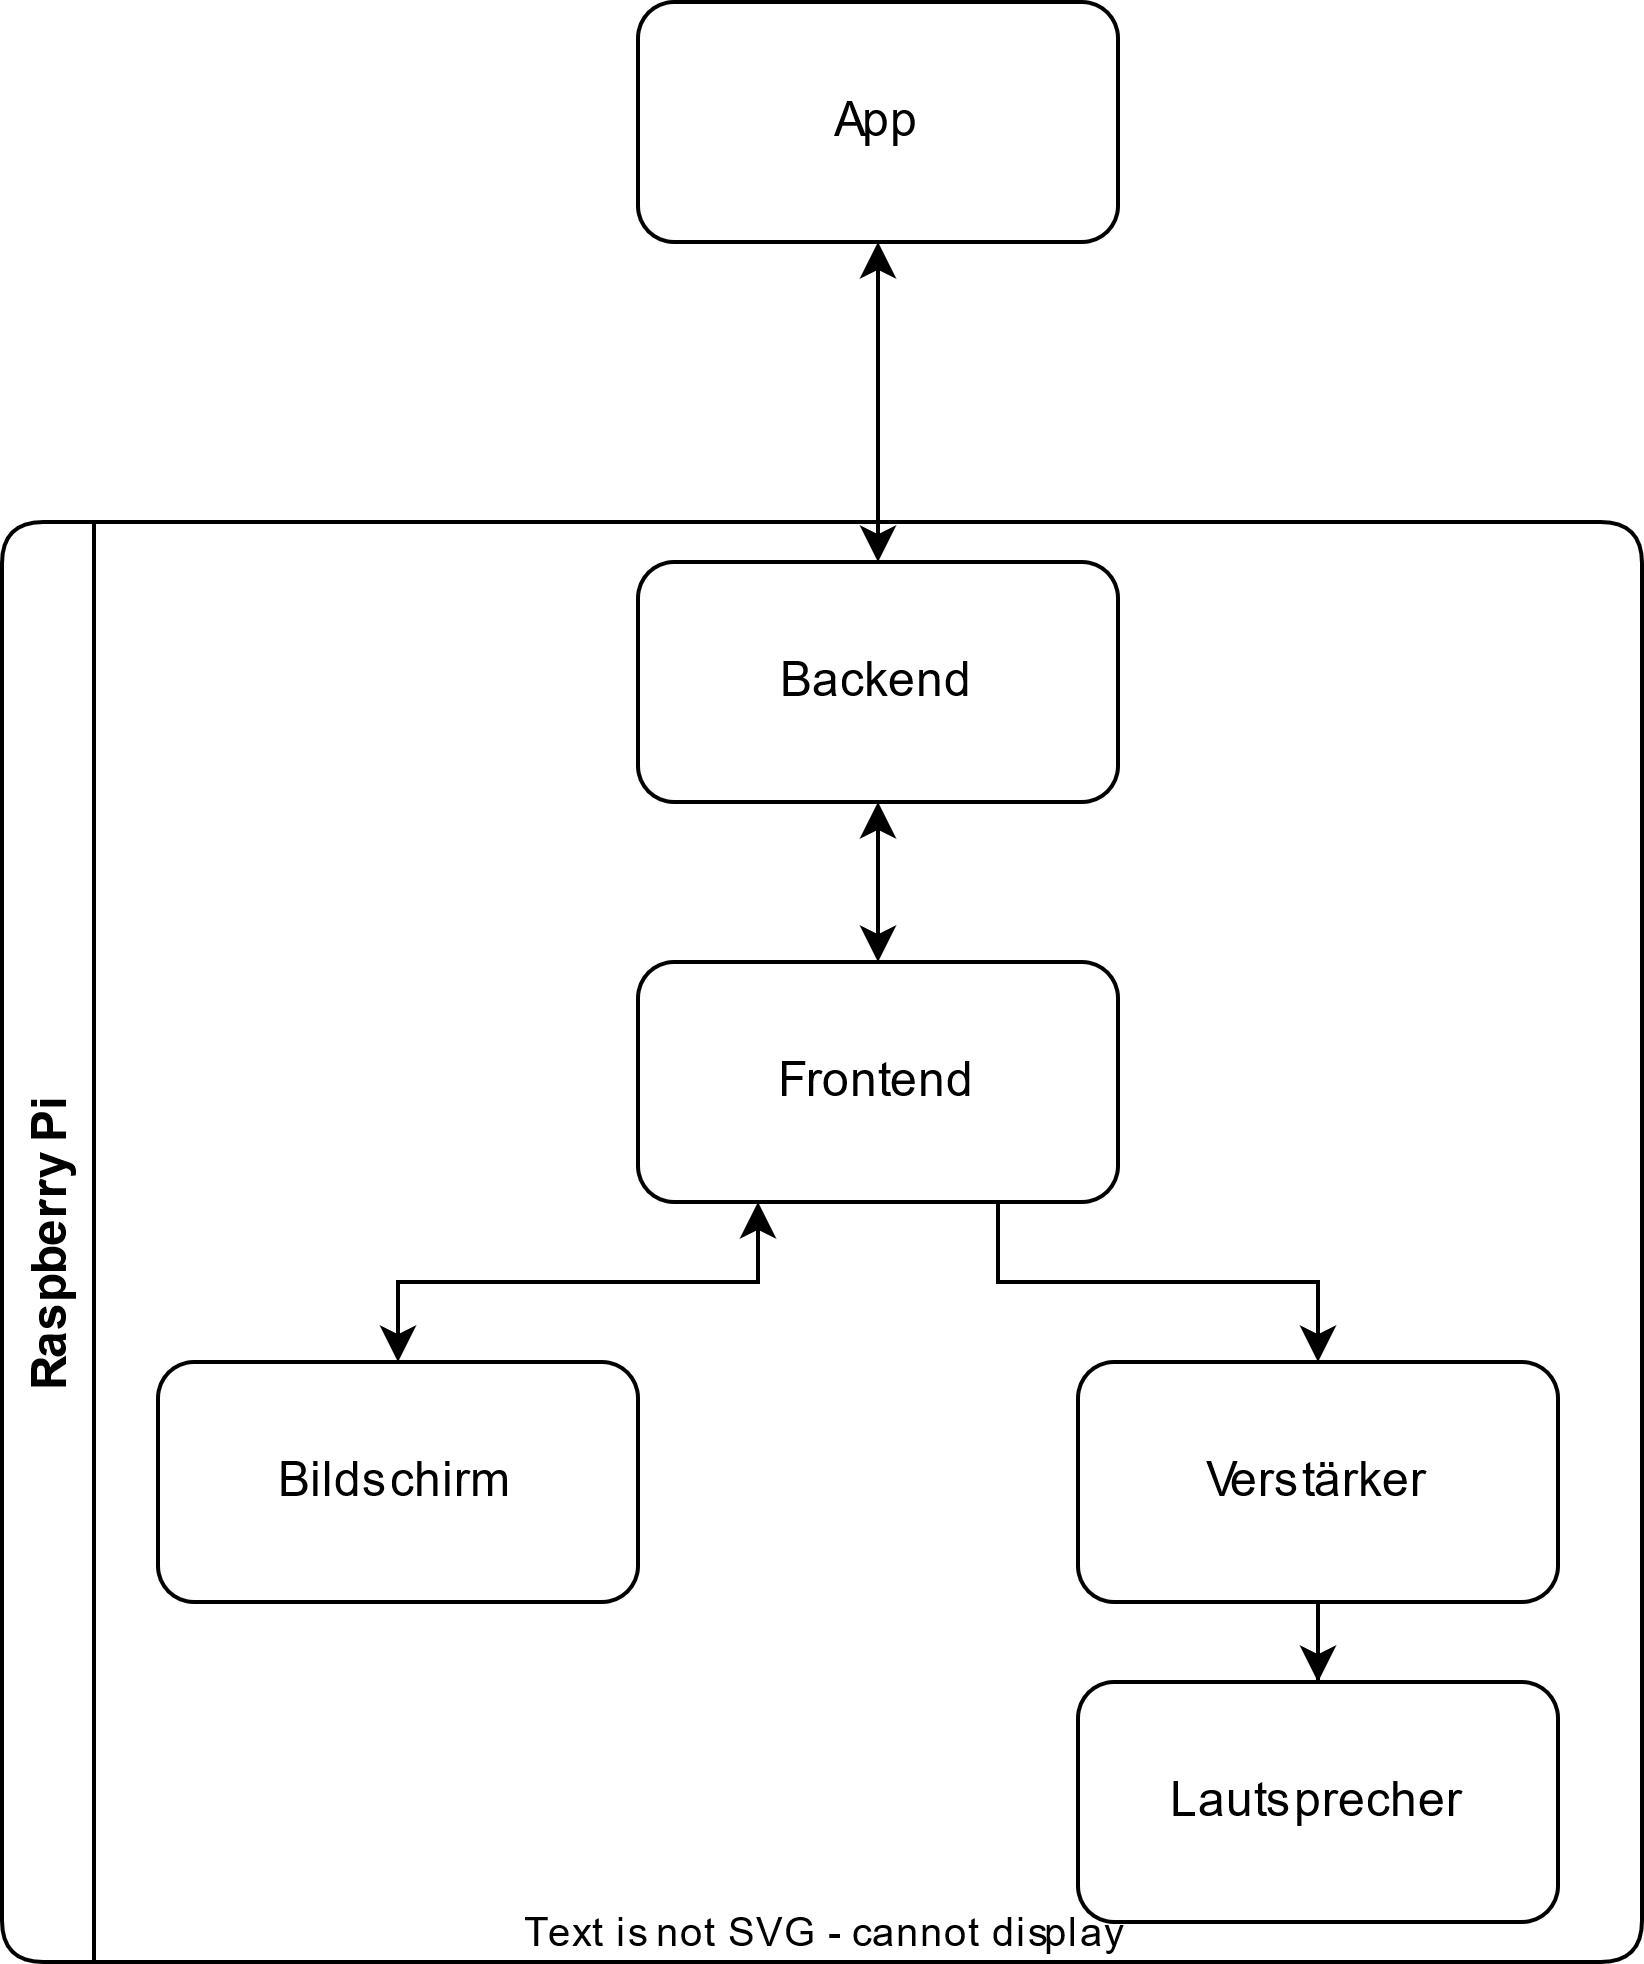 App
Backend
Frontend
Raspberry Pi
Bildschirm
Verstärker
Lautsprecher
Text is not SVG - cannot display